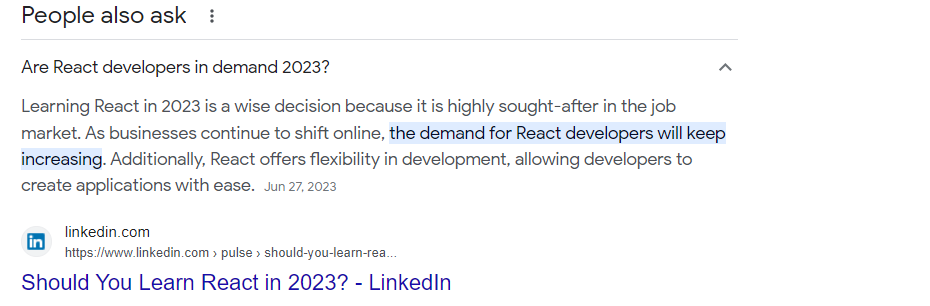 People also ask
Are React developers in demand 2023?
Learning React in 2023 is a wise decision because it is highly sought-after in the job
market. As businesses continue to shift online, the demand for React developers will keep
increasing. Additionally, React offers flexibility in development, allowing developers to
create applications with ease. Jun 27, 2023
in
linkedin.com
https://www.linkedin.com › pulse › should-you-learn-rea...
Should You Learn React in 2023? - LinkedIn